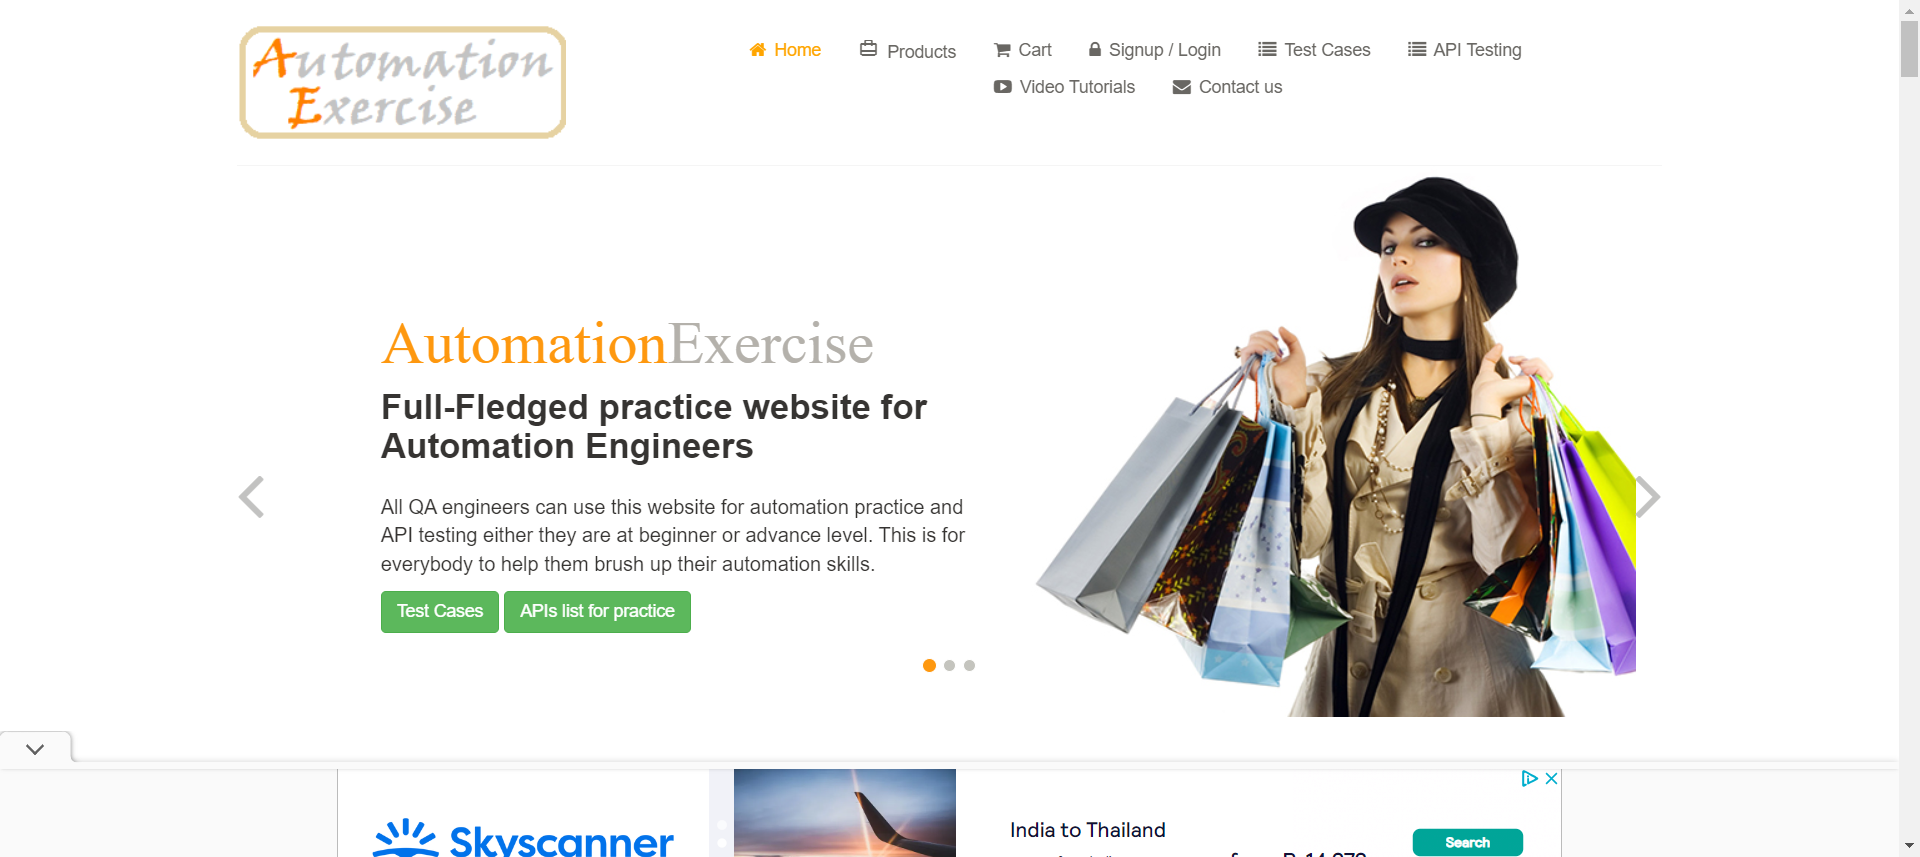 Automation
Exercise
Home Products Cart Signup / Login Test Cases API Testing
Video Tutorials Contact us
AutomationExercise
Full-Fledged practice website for
Automation Engineers
All QA engineers can use this website for automation practice and
API testing either they are at beginner or advance level. This is for
everybody to help them brush up their automation skills.
Test Cases APIs list for practice
Skyscanner
India to Thailand
Search